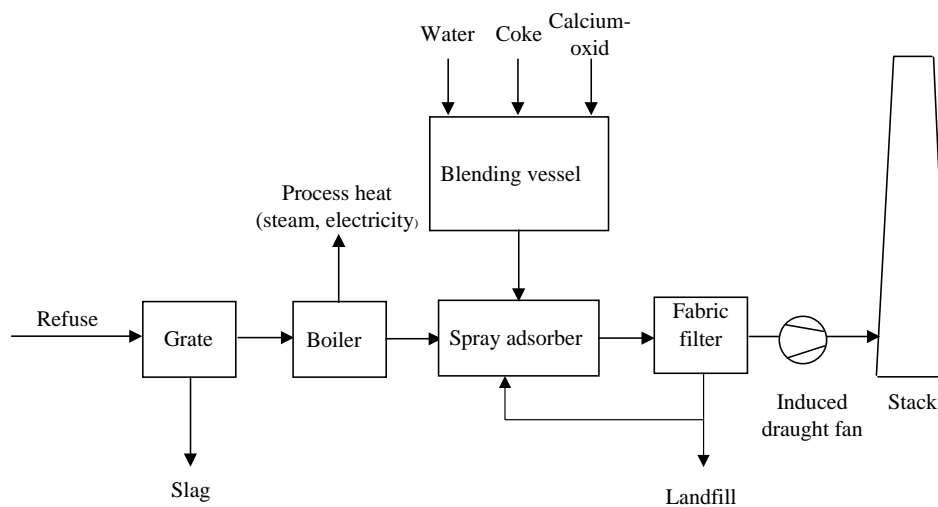 Water
Coke
Calcium-
oxid
Blending vessel
Process heat
(steam, electricity)
Refuse
Grate
Boiler
Spray adsorber
Fabric
filter
Induced
draught fan
Stack
Slag
Landfill